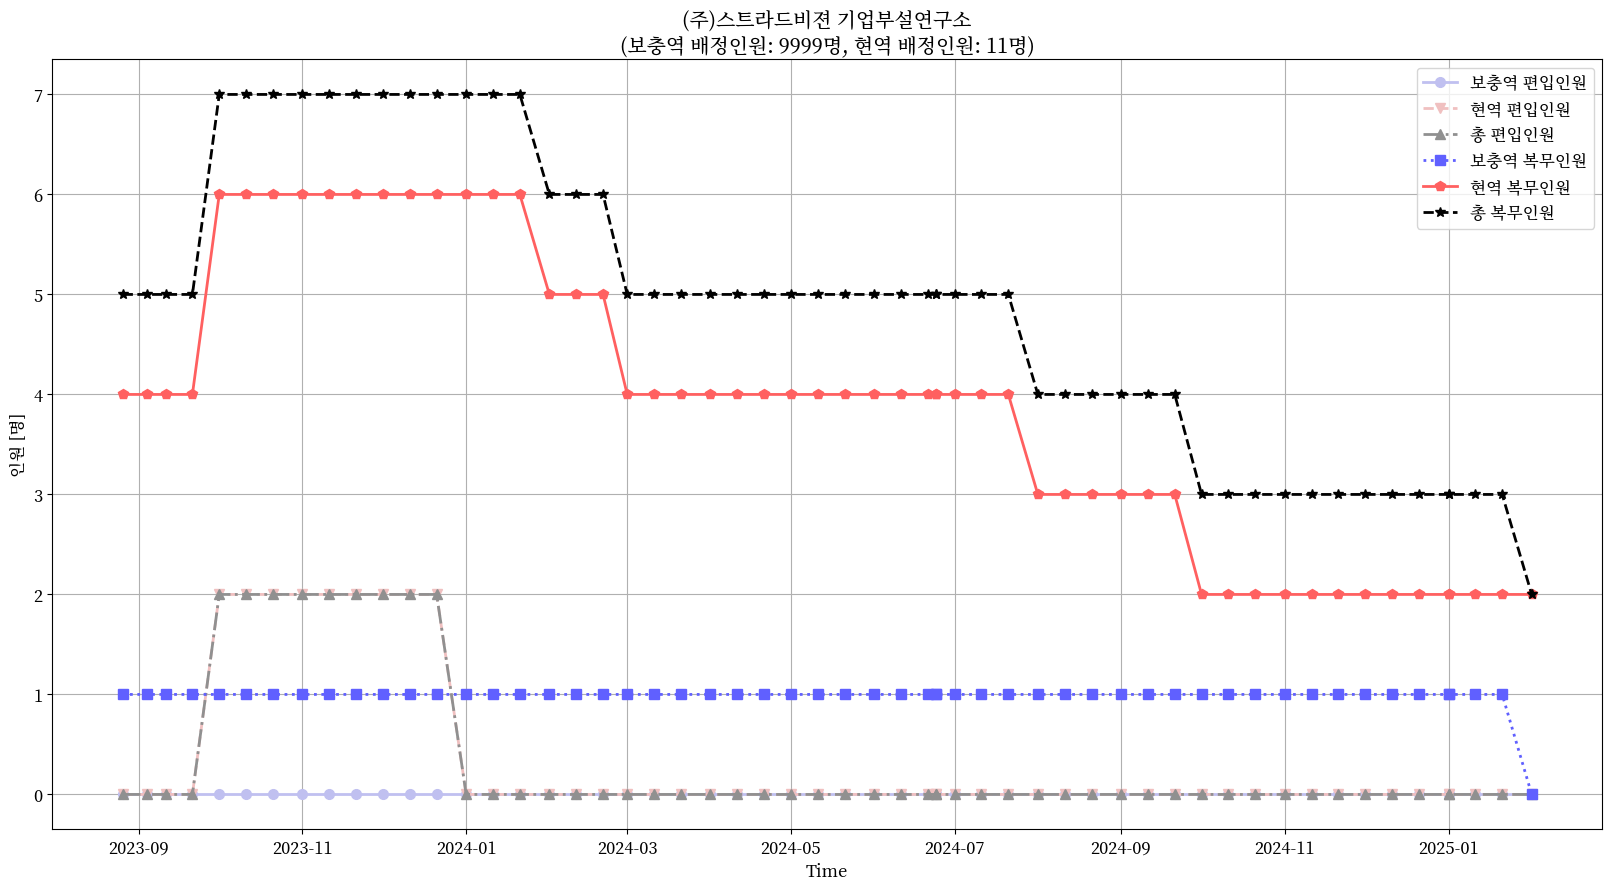 (주)스트라드비젼 기업부설연구소
(보충역 배정인원: 9999명, 현역 배정인원: 11명)
보충역 편입인원
현역 편입인원
총 편입인원
보충역 복무인원
현역 복무인원
총 복무인원
인원 [명]
7
6
5
4
3
2
1
0
2023-09
2023-11
2024-01
2024-03
2024-05
2024-07
2024-09
2024-11
2025-01
Time